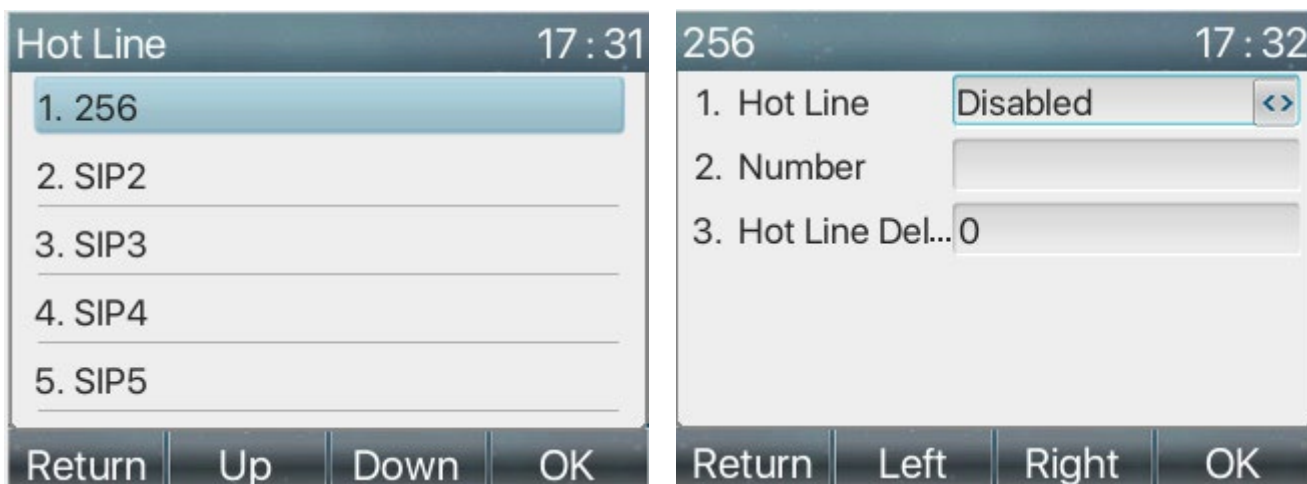 Hot Line 17 : 31
1. 256
2. SIP2
3. SIP3
4. SIP4
5. SIP5
Return Up Down OK
256 17 : 32
1. Hot Line Disabled <>
2. Number
3. Hot Line Del... 0
Return Left Right OK